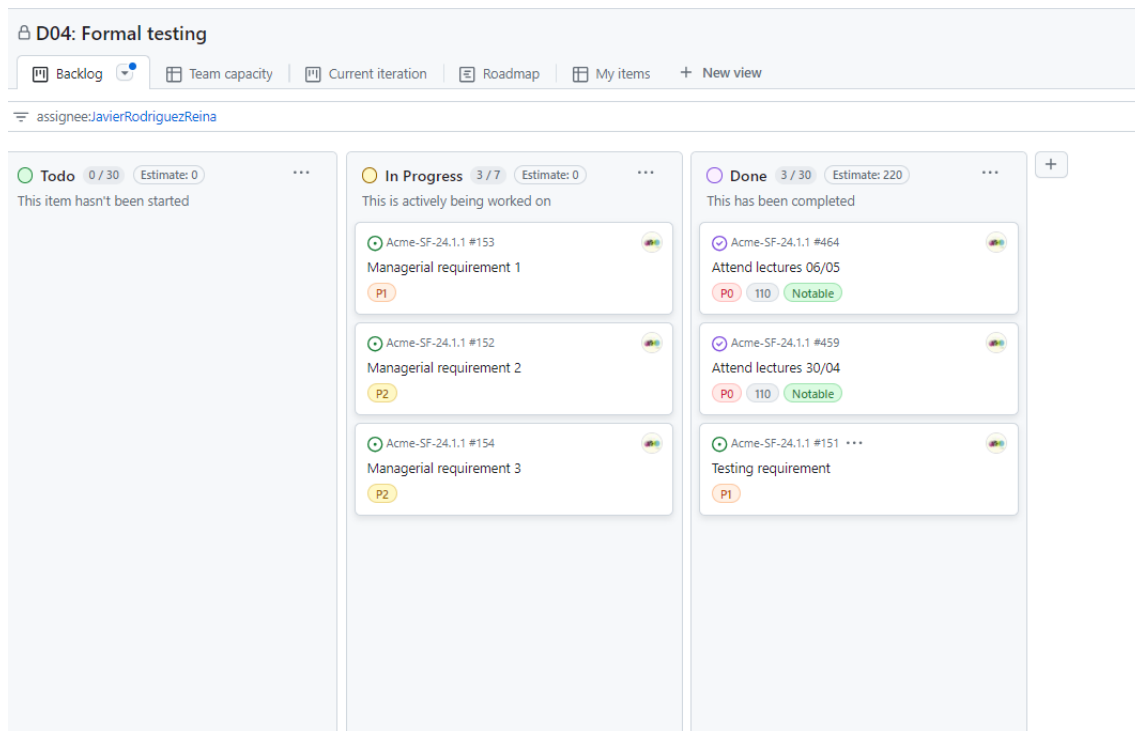 D04: Formal testing
Backlog Team capacity Current iteration Roadmap My items + New view
assignee:JavierRodriguezReina
Todo 0 / 30 Estimate: 0 ...
This item hasn't been started
In Progress 3 / 7 Estimate: 0 ...
This is actively being worked on
Acme-SF-24.1.1 #153
Managerial requirement 1
P1
Acme-SF-24.1.1 #152
Managerial requirement 2
P2
Acme-SF-24.1.1 #154
Managerial requirement 3
P2
Done 3 / 30 Estimate: 220 ...
This has been completed
Acme-SF-24.1.1 #464
Attend lectures 06/05
P0 110 Notable
Acme-SF-24.1.1 #459
Attend lectures 30/04
P0 110 Notable
Acme-SF-24.1.1 #151 ...
Testing requirement
P1
+